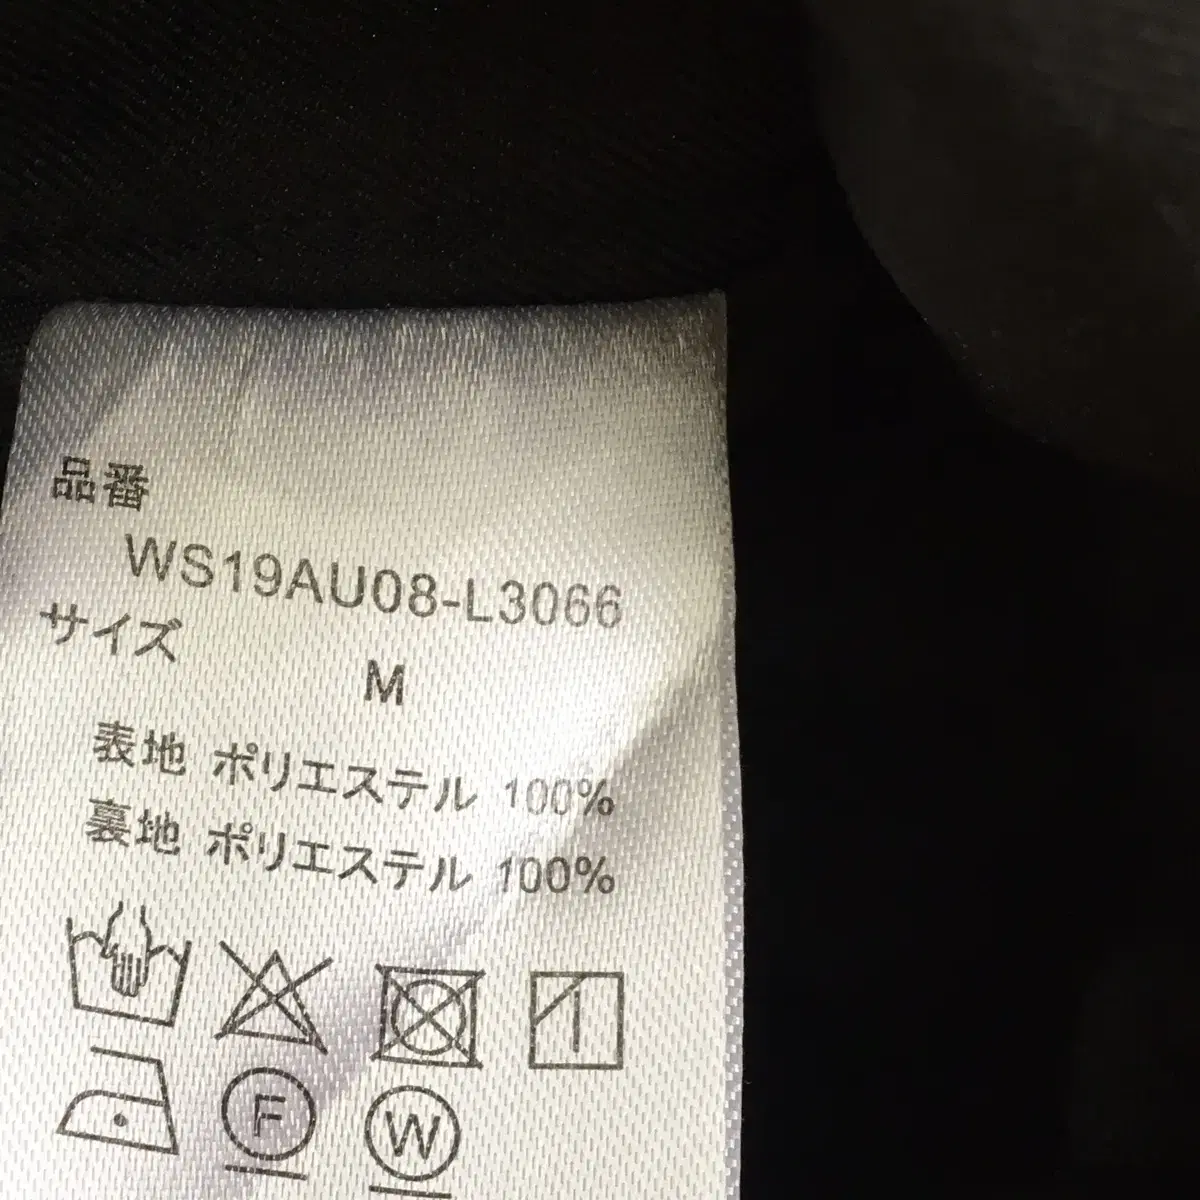 品番
WS19AU08-L3066
サイズ
M
表地 ポリエステル 100%
裏地 ポリエステル 100%
F
W